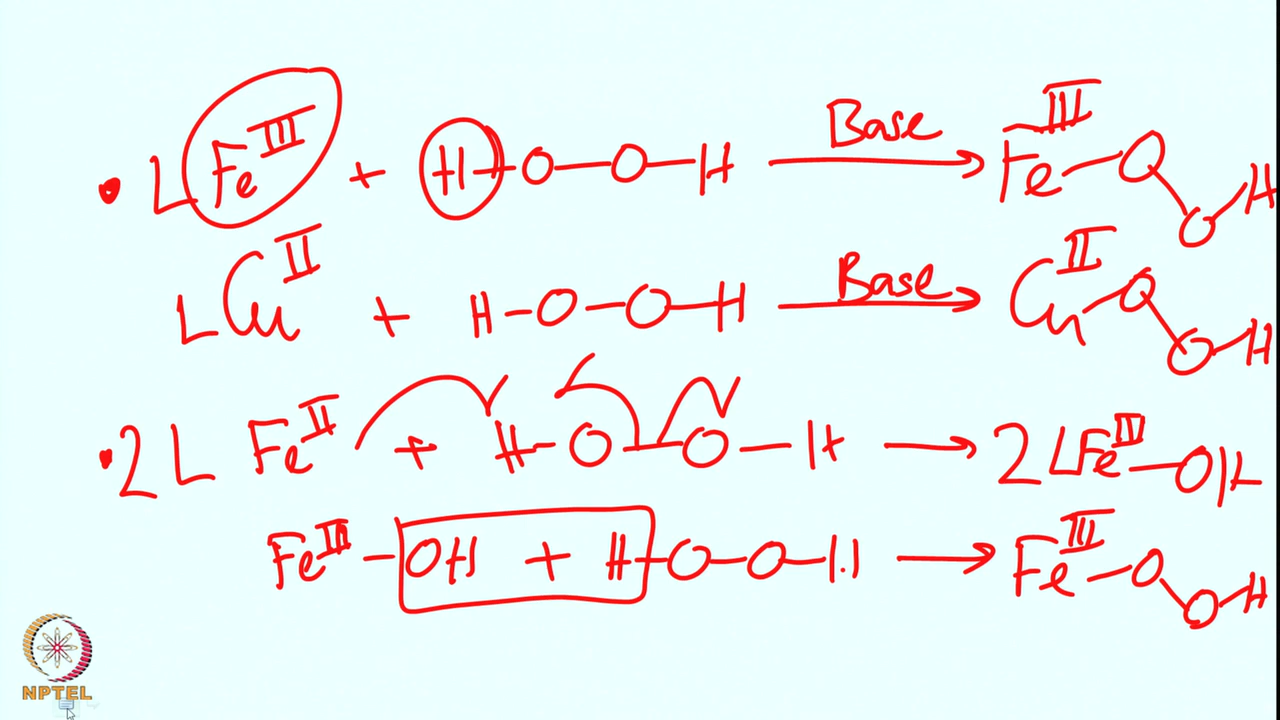 • L Fe^III + H-O-O-H —Base→ Fe^III-O-O-H
L Cu^II + H-O-O-H —Base→ Cu^II-O-O-H
• 2 L Fe^II + H-O-O-H → 2 L Fe^III-OH
Fe^III-OH + H-O-O-H → Fe^III-O-O-H
NPTEL